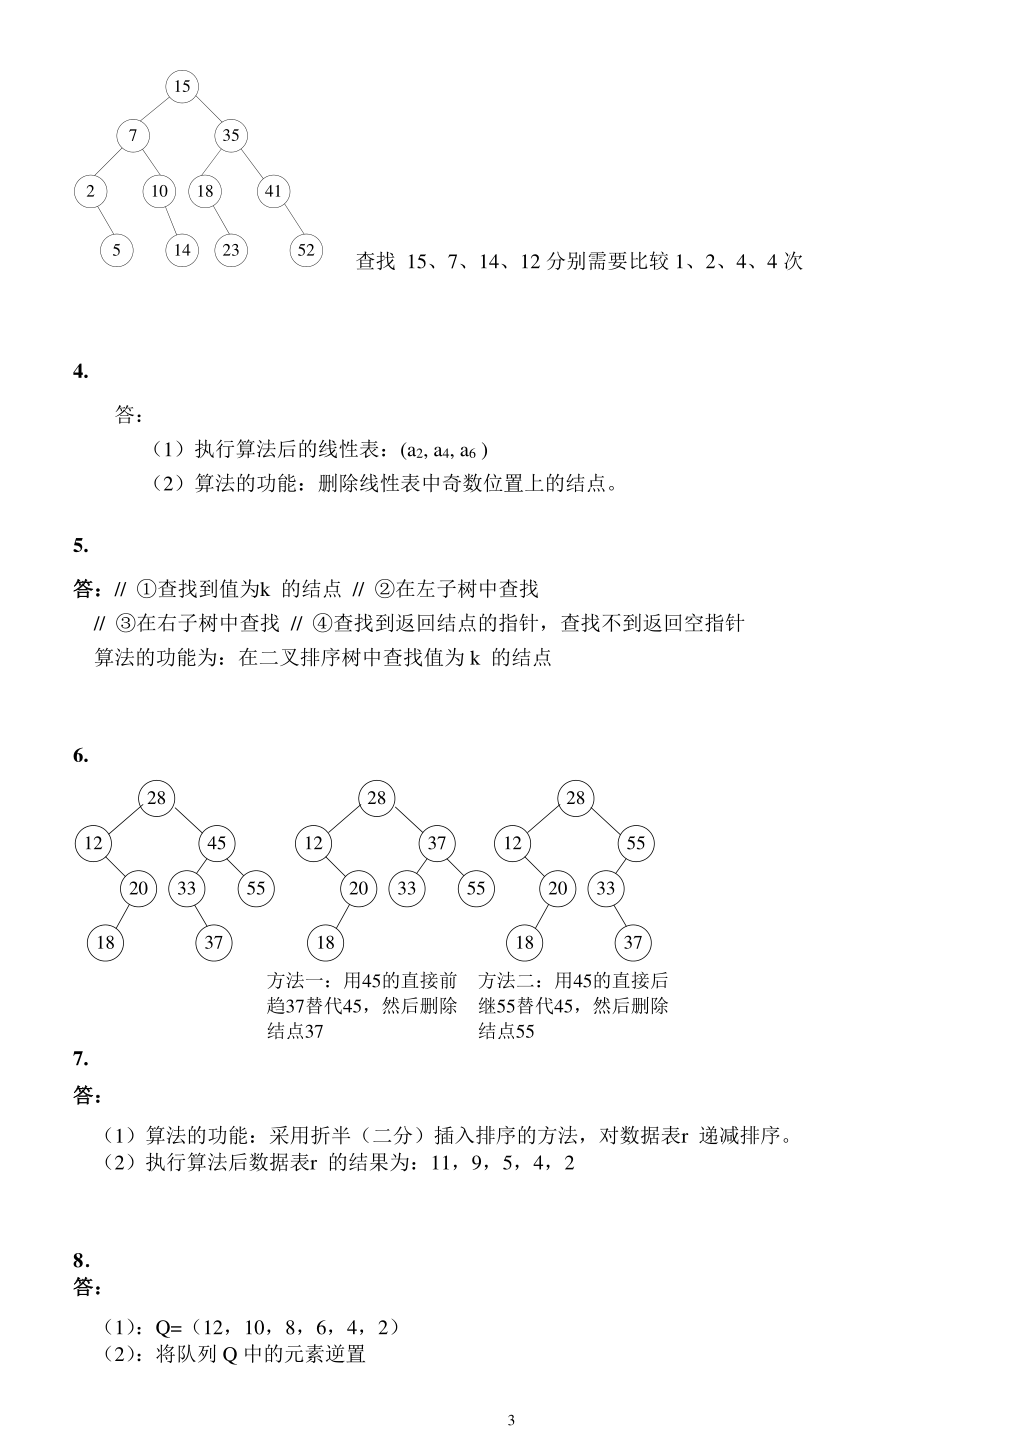 15
7 35
2 10 18 41
5 14 23 52
查找 15、7、14、12 分别需要比较 1、2、4、4 次
4.
答：
（1）执行算法后的线性表：(a2, a4, a6 )
（2）算法的功能：删除线性表中奇数位置上的结点。
5.
答：// ①查找到值为k 的结点 // ②在左子树中查找
// ③在右子树中查找 // ④查找到返回结点的指针，查找不到返回空指针
算法的功能为：在二叉排序树中查找值为 k 的结点
6.
28 28 28
12 45 12 37 12 55
20 33 55 20 33 55 20 33
18 37 18 18 37
方法一：用45的直接前
趋37替代45，然后删除
结点37
方法二：用45的直接后
继55替代45，然后删除
结点55
7.
答：
（1）算法的功能：采用折半（二分）插入排序的方法，对数据表r 递减排序。
（2）执行算法后数据表r 的结果为：11，9，5，4，2
8.
答：
（1）：Q=（12，10，8，6，4，2）
（2）：将队列 Q 中的元素逆置
3